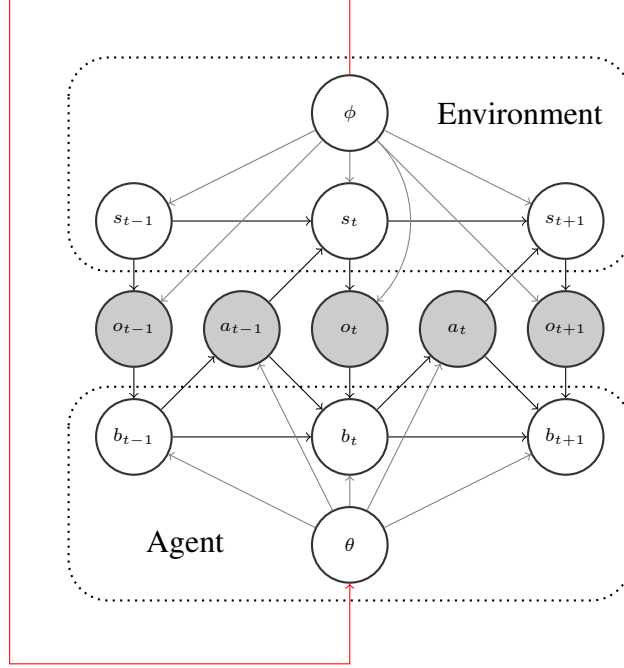 ϕ
Environment
s_{t−1} s_t s_{t+1}
o_{t−1} a_{t−1} o_t a_t o_{t+1}
b_{t−1} b_t b_{t+1}
Agent
θ